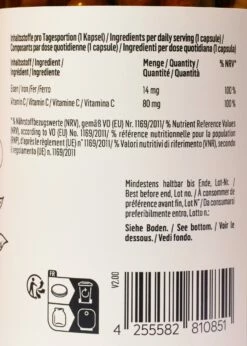 Inhaltsstoffe pro Tagesportion (1 Kapsel) / Ingredients per daily serving (1 capsule) /
Composants par dose quotidienne (1 capsule) / Ingredienti per dose quotidiana (1 capsula)
Inhaltsstoff / Ingredient / Menge / Quantity / % NRV*
Ingrédient / Ingrediente Quantité / Quantità
Eisen / Iron / Fer / Ferro 14 mg 100 %
Vitamin C / Vitamin C / Vitamine C / Vitamina C 80 mg 100 %
*% Nährstoffbezugswerte (NRV), gemäß VO (EU) Nr. 1169/2011 / % Nutrient Reference Values
(NRV), according to VO (EU) No. 1169/2011 / % référence nutritionnelle pour la population
(RNP), d'après le règlement (UE) n° 1169/2011 / % Valori nutritivi di riferimento (VNR), secondo
il regolamento (UE) n. 1169/2011
Mindestens haltbar bis Ende, Lot-Nr. /
Best before end, Lot no. / À consommer de
préférence avant fin, Lot N° / Da consumarsi
preferibilmente entro, Lotto n.:
Siehe Boden. / See bottom. / Voir le
dessous. / Vedi fondo.
FR
V2.00
4 255582 810851